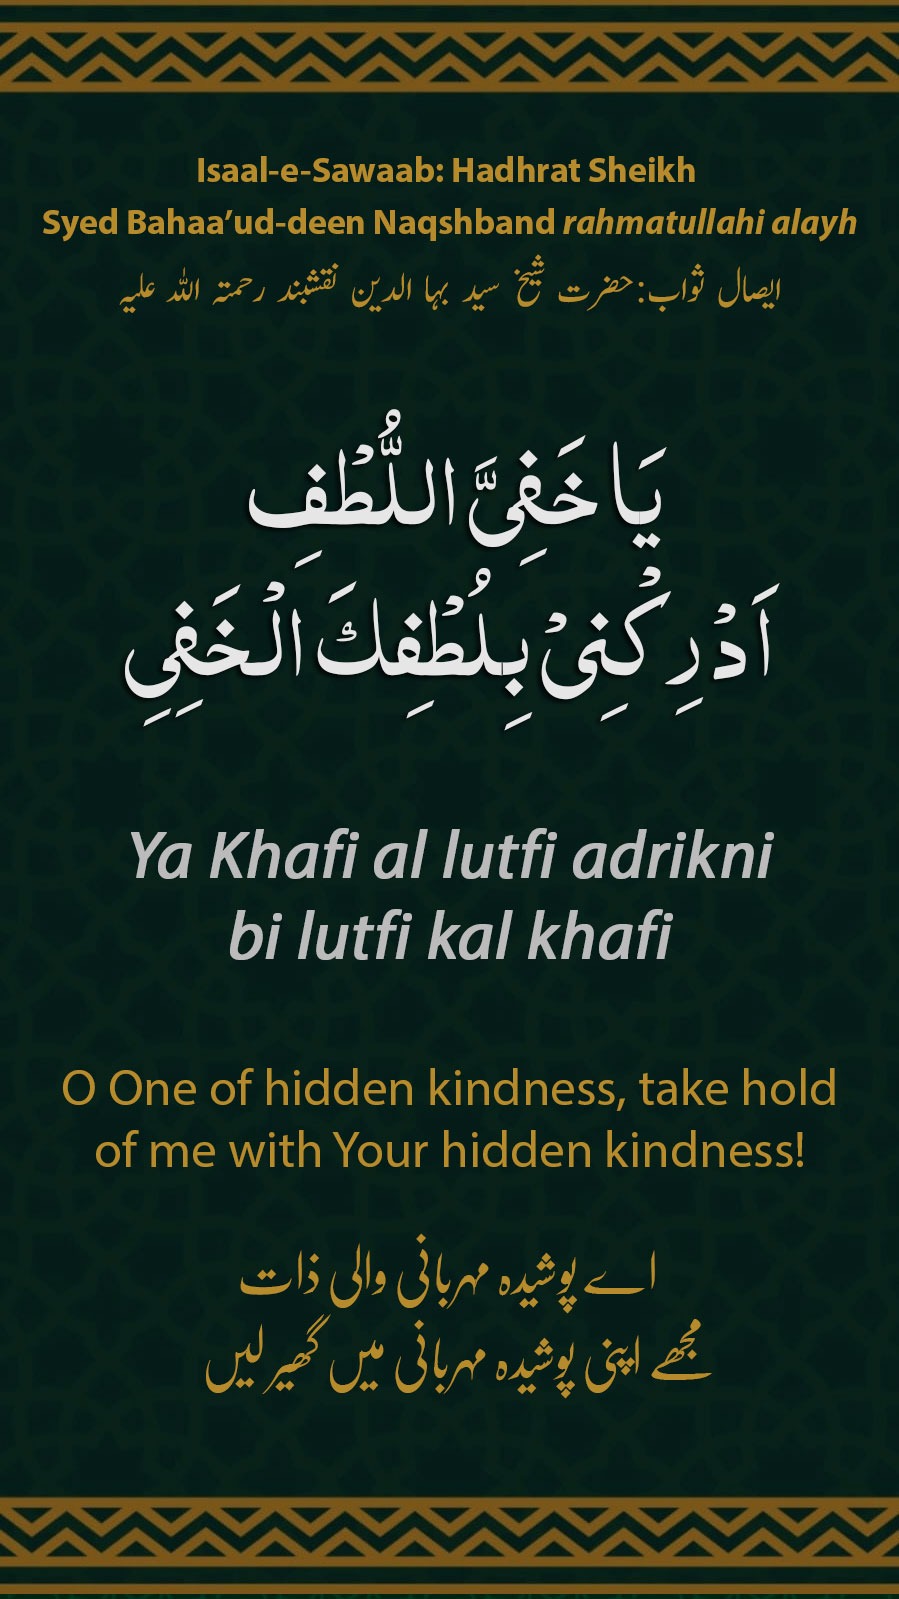 Isaal-e-Sawaab: Hadhrat Sheikh
Syed Bahaa’ud-deen Naqshband rahmatullahi alayh
ایصال ثواب: حضرت شیخ سید بہا الدین نقشبند رحمتہ اللہ علیہ
يَا خَفِیَّ اللُّطْفِ
اَدْرِكْنِیْ بِلُطْفِكَ الْخَفِیِ
Ya Khafi al lutfi adrikni
bi lutfi kal khafi
O One of hidden kindness, take hold
of me with Your hidden kindness!
اے پوشیدہ مہربانی والی ذات
مجھے اپنی پوشیدہ مہربانی میں گھیر لیں